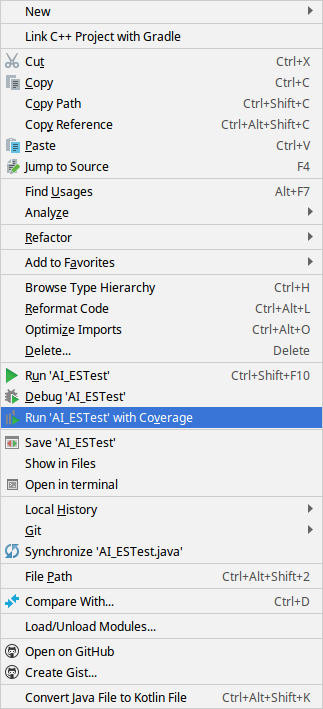 New
Link C++ Project with Gradle
Cut Ctrl+X
Copy Ctrl+C
Copy Path Ctrl+Shift+C
Copy Reference Ctrl+Alt+Shift+C
Paste Ctrl+V
Jump to Source F4
Find Usages Alt+F7
Analyze
Refactor
Add to Favorites
Browse Type Hierarchy Ctrl+H
Reformat Code Ctrl+Alt+L
Optimize Imports Ctrl+Alt+O
Delete... Delete
Run 'AI_ESTest' Ctrl+Shift+F10
Debug 'AI_ESTest'
Run 'AI_ESTest' with Coverage
Save 'AI_ESTest'
Show in Files
Open in terminal
Local History
Git
Synchronize 'AI_ESTest.java'
File Path Ctrl+Alt+Shift+2
Compare With... Ctrl+D
Load/Unload Modules...
Open on GitHub
Create Gist...
Convert Java File to Kotlin File Ctrl+Alt+Shift+K